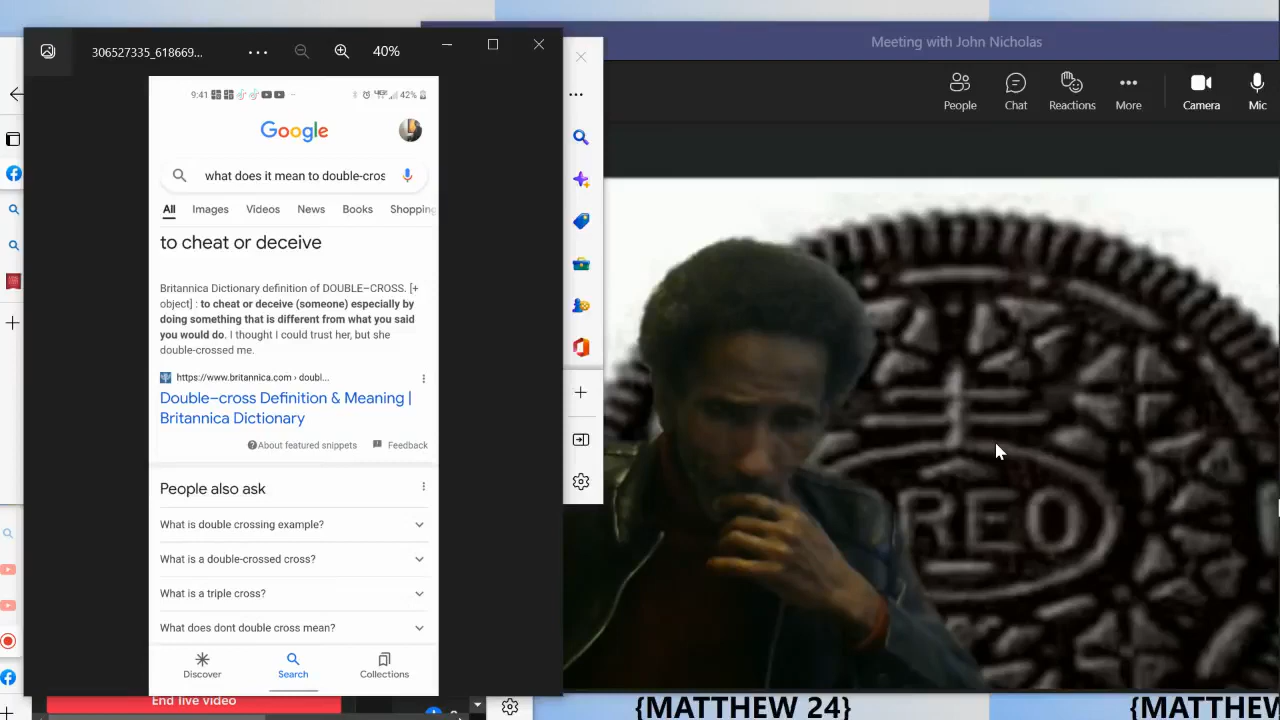 306527335_618669...
40%
9:41
42%
Google
what does it mean to double-cros
All Images Videos News Books Shopping
to cheat or deceive
Britannica Dictionary definition of DOUBLE–CROSS. [+
object] : to cheat or deceive (someone) especially by
doing something that is different from what you said
you would do. I thought I could trust her, but she
double-crossed me.
https://www.britannica.com › doubl...
Double–cross Definition & Meaning |
Britannica Dictionary
About featured snippets Feedback
People also ask
What is double crossing example?
What is a double-crossed cross?
What is a triple cross?
What does dont double cross mean?
Discover Search Collections
End live video
Meeting with John Nicholas
People Chat Reactions More Camera Mic
REO
{MATTHEW 24}
{MATTHEW